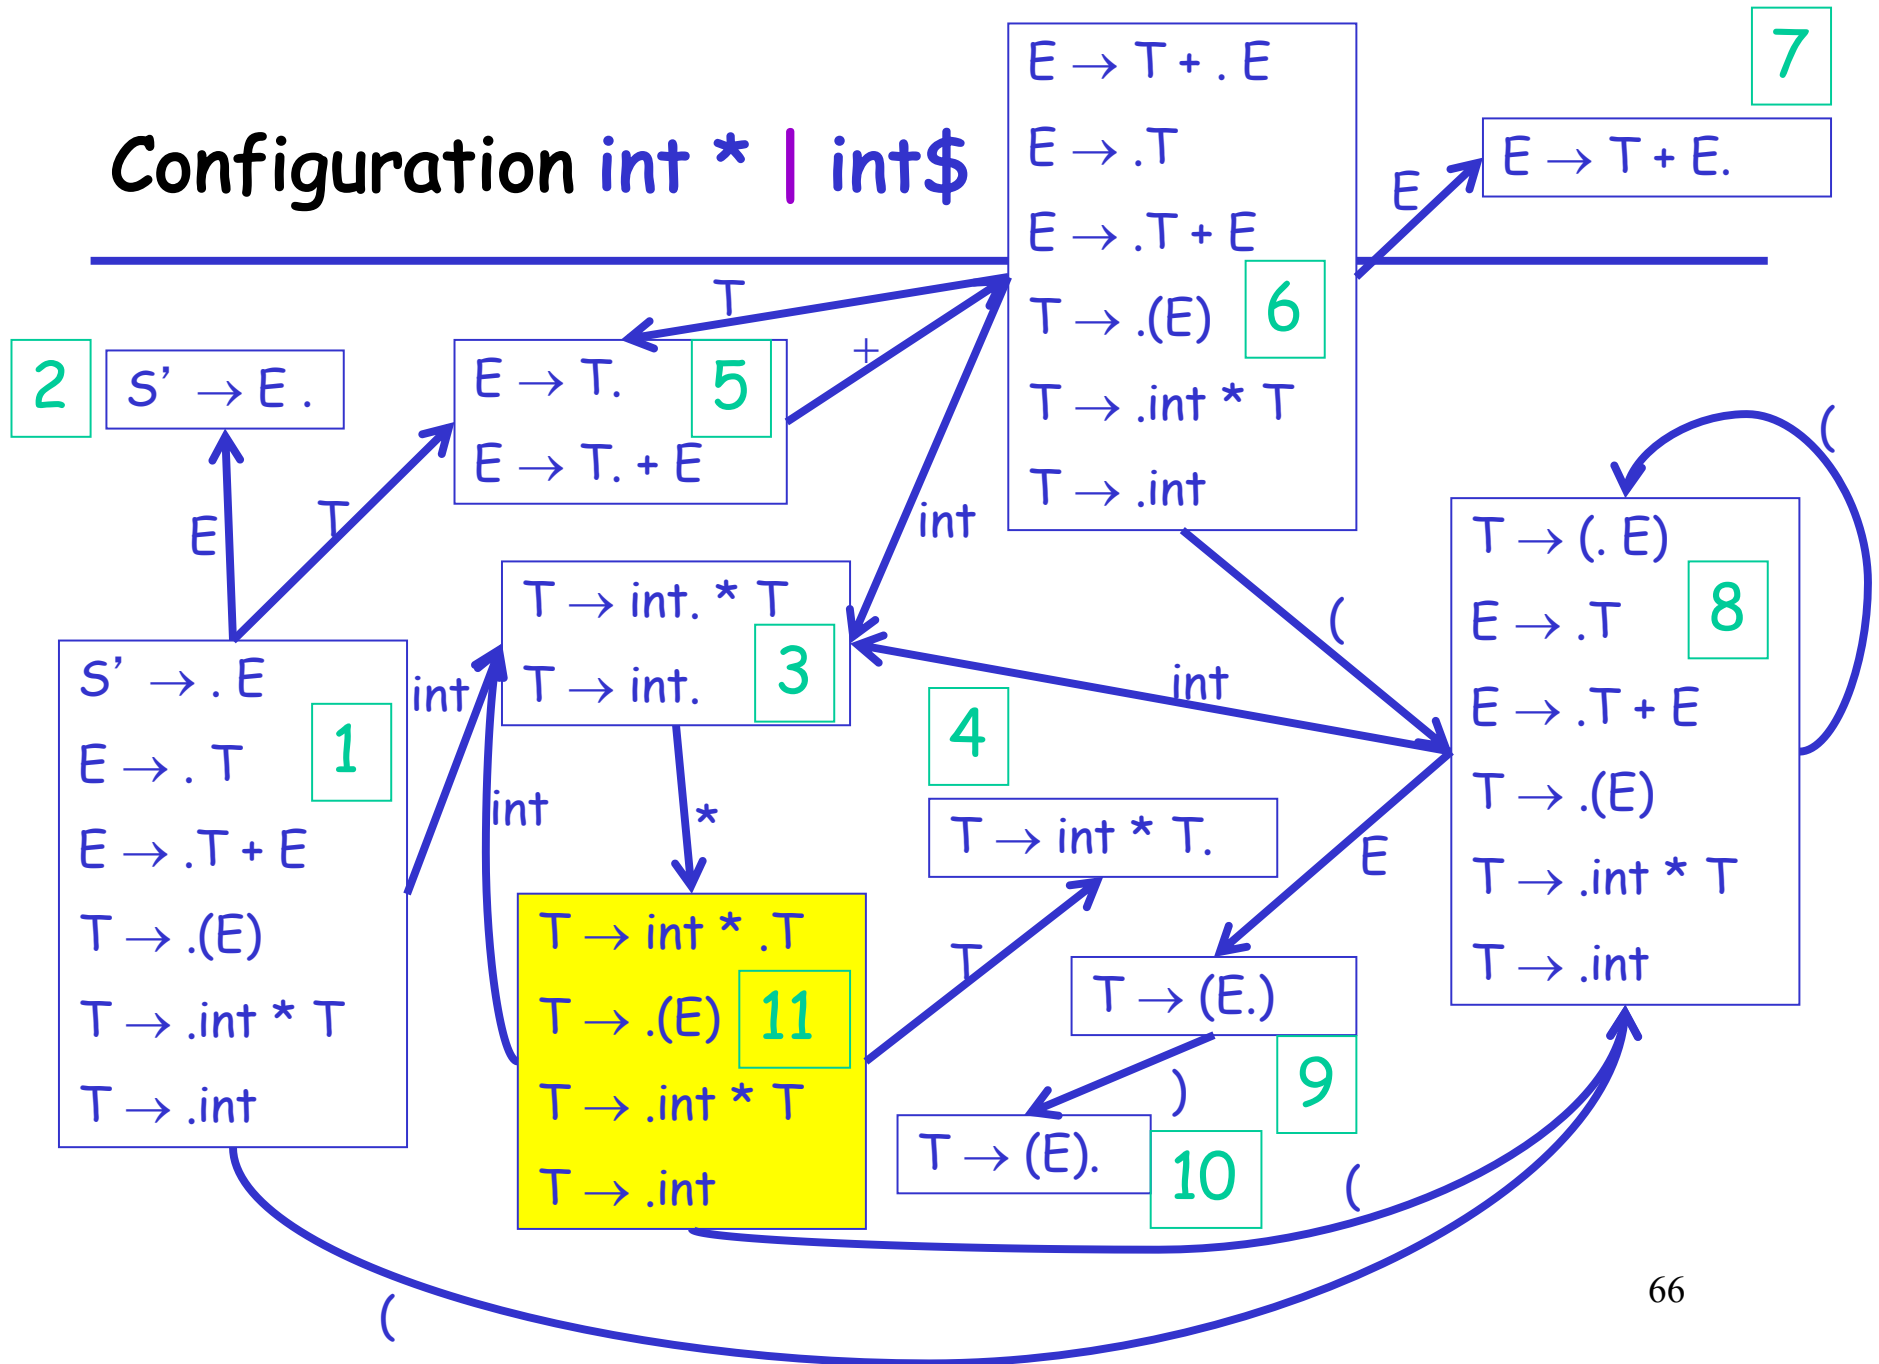 Configuration int * | int$
E → T + . E
E → .T
E → .T + E
T → .(E)
T → .int * T
T → .int
6
7
E → T + E.
E
T
+
int
(
2
S' → E .
E → T.
E → T. + E
5
E
T
T → int. * T
T → int.
3
int
int
*
int
4
T → int * T.
T
S' → . E
E → . T
E → .T + E
T → .(E)
T → .int * T
T → .int
1
T → int * .T
T → .(E)
T → .int * T
T → .int
11
(
T → (. E)
E → .T
E → .T + E
T → .(E)
T → .int * T
T → .int
8
E
T → (E.)
9
)
T → (E).
10
(
(
66